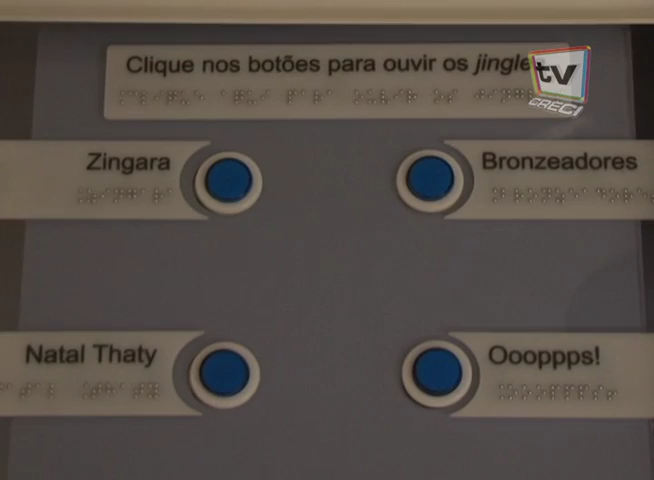 Clique nos botões para ouvir os jingle
tv
CRECI
Zingara
Bronzeadores
Natal Thaty
Oooppps!